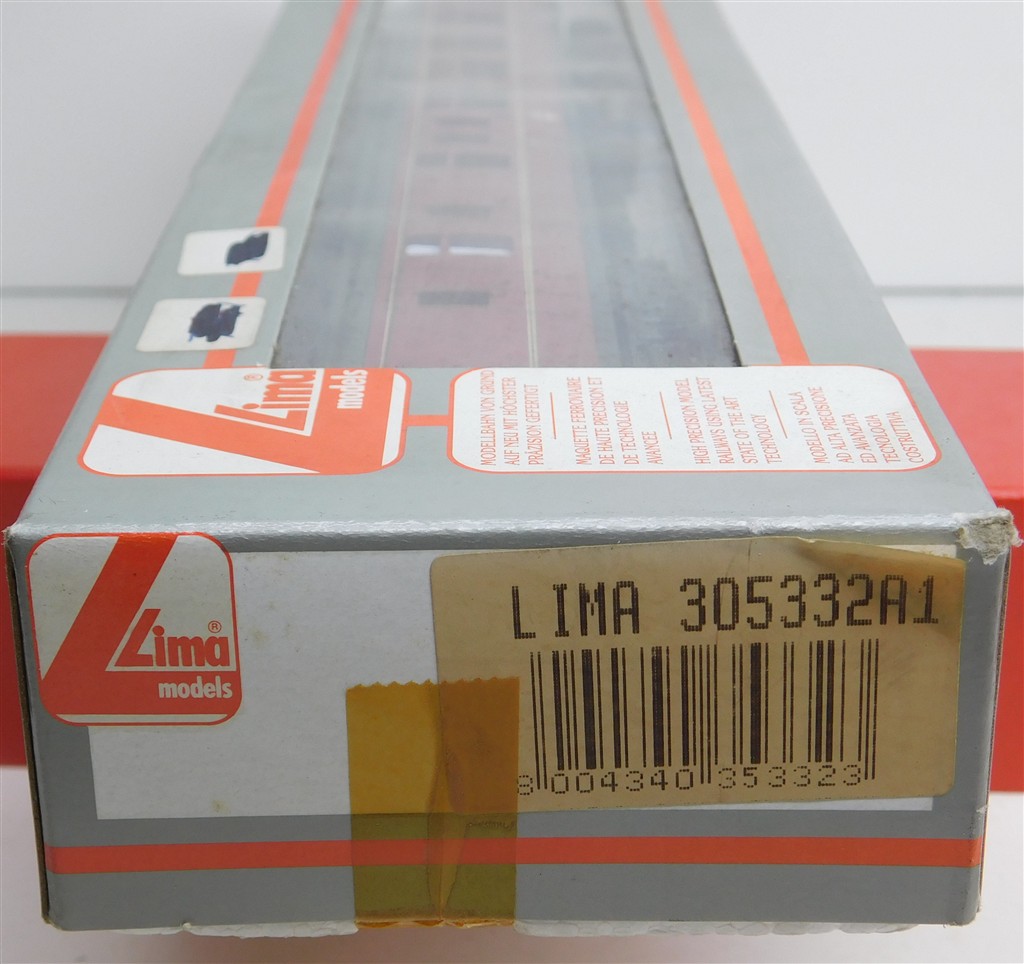 Lima®
models
MODELLBAHN VON GRUND
AUF NEU MIT HÖCHSTER
PRÄZISION GEFERTIGT
MAQUETTE FERROVIAIRE
DE HAUTE PRECISION ET
DE TECHNOLOGIE
AVANCEE
HIGH PRECISION MODEL
RAILWAYS USING LATEST
STATE OF THE ART
TECHNOLOGY
MODELLO IN SCALA
AD ALTA PRECISIONE
ED AVANZATA
TECNOLOGIA
COSTRUTTIVA
Lima®
models
LIMA 305332A1
8 004340 353323